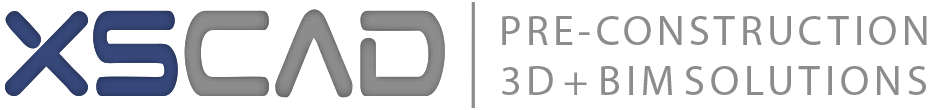 XSCAD
PRE-CONSTRUCTION
3D + BIM SOLUTIONS